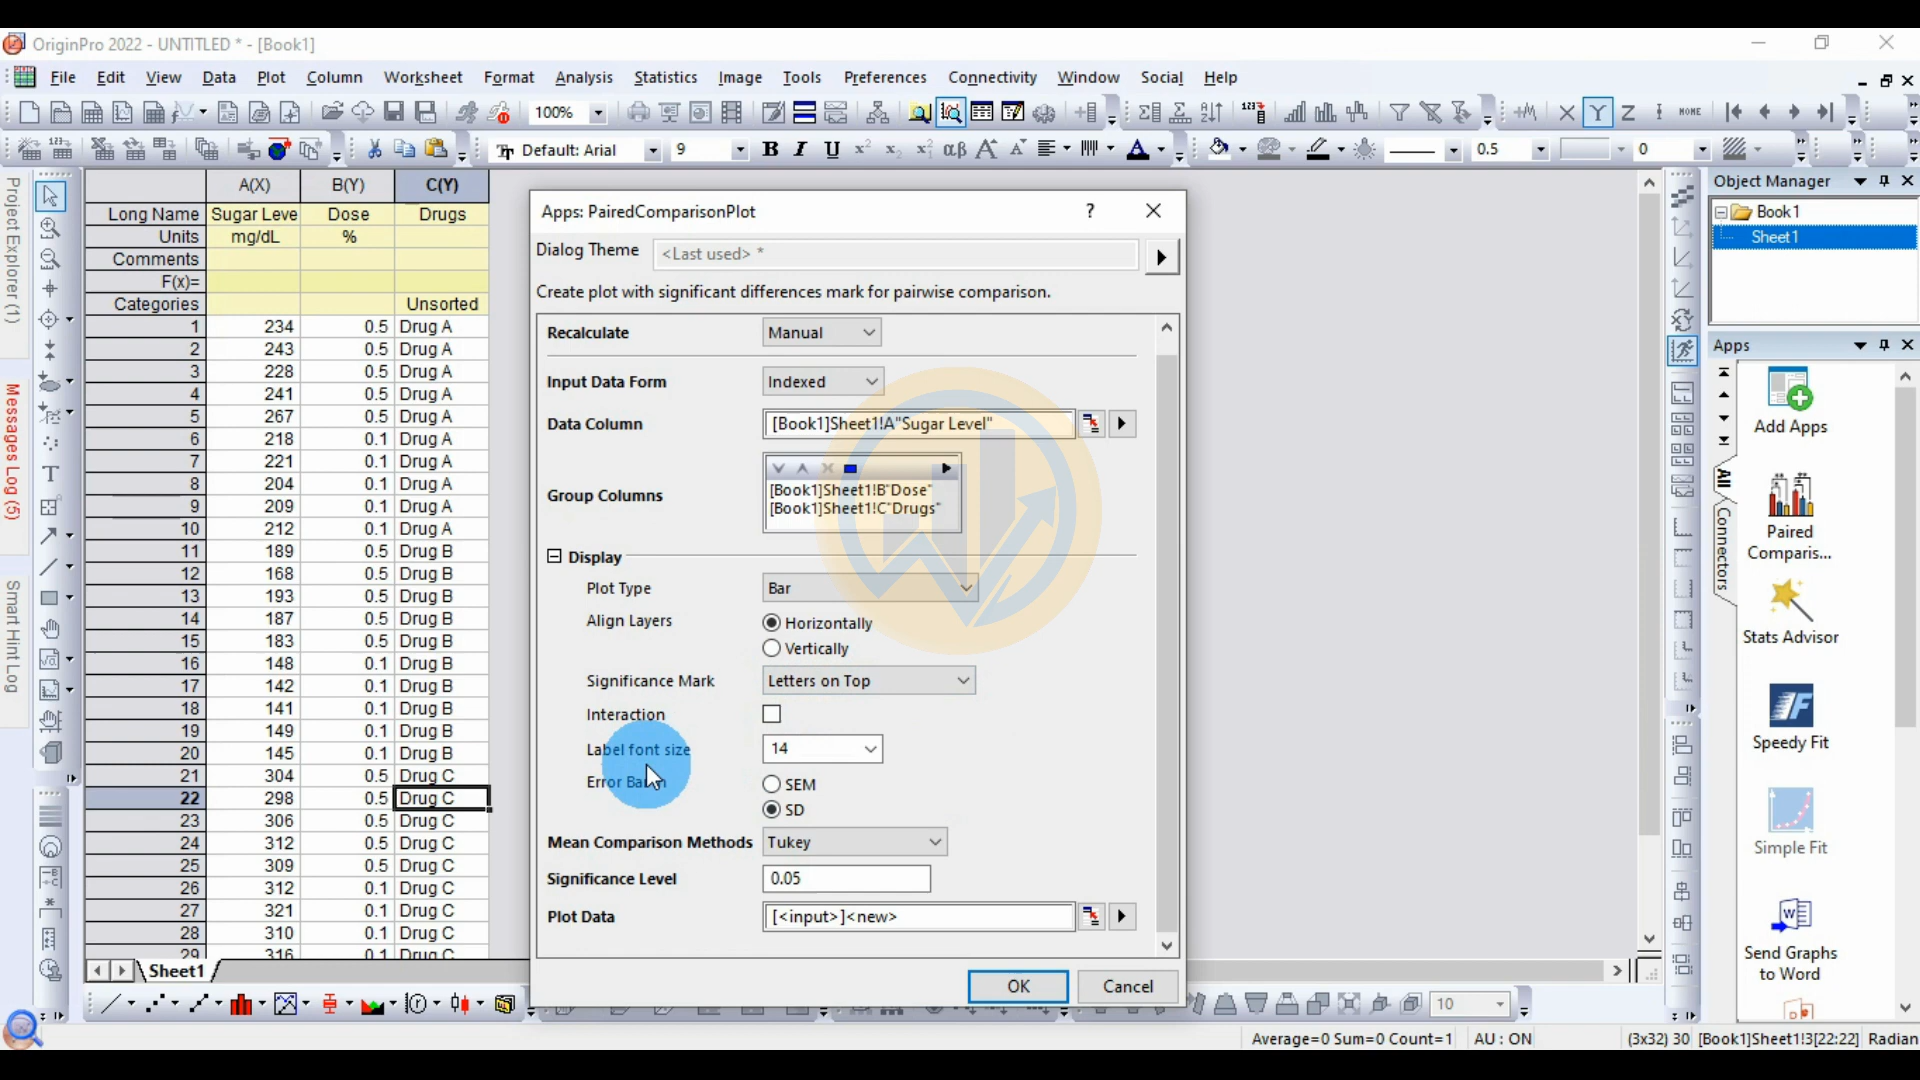 OriginPro 2022 - UNTITLED * - [Book1]
File Edit View Data Plot Column Worksheet Format Analysis Statistics Image Tools Preferences Connectivity Window Social Help
100% Y Z HOME
Default: Arial 9 B I U αβ A 0.5 0
Project Explorer (1)
Messages Log (5)
Smart Hint Log
A(X) B(Y) C(Y)
Long Name Sugar Leve Dose Drugs
Units mg/dL %
Comments
F(x)=
Categories Unsorted
1 234 0.5 Drug A
2 243 0.5 Drug A
3 228 0.5 Drug A
4 241 0.5 Drug A
5 267 0.5 Drug A
6 218 0.1 Drug A
7 221 0.1 Drug A
8 204 0.1 Drug A
9 209 0.1 Drug A
10 212 0.1 Drug A
11 189 0.5 Drug B
12 168 0.5 Drug B
13 193 0.5 Drug B
14 187 0.5 Drug B
15 183 0.5 Drug B
16 148 0.1 Drug B
17 142 0.1 Drug B
18 141 0.1 Drug B
19 149 0.1 Drug B
20 145 0.1 Drug B
21 304 0.5 Drug C
22 298 0.5 Drug C
23 306 0.5 Drug C
24 312 0.5 Drug C
25 309 0.5 Drug C
26 312 0.1 Drug C
27 321 0.1 Drug C
28 310 0.1 Drug C
29 316 0.1 Drug C
Sheet1
Apps: PairedComparisonPlot ?
Dialog Theme <Last used> *
Create plot with significant differences mark for pairwise comparison.
Recalculate Manual
Input Data Form Indexed
Data Column [Book1]Sheet1!A"Sugar Level"
Group Columns
[Book1]Sheet1!B"Dose"
[Book1]Sheet1!C"Drugs"
Display
Plot Type Bar
Align Layers Horizontally
Vertically
Significance Mark Letters on Top
Interaction
Label font size 14
Error Bar SEM
SD
Mean Comparison Methods Tukey
Significance Level 0.05
Plot Data [<input>]<new>
OK Cancel
Object Manager
Book1
Sheet1
Apps
All
Connectors
Add Apps
Paired
Comparis...
Stats Advisor
Speedy Fit
Simple Fit
Send Graphs
to Word
10
Average=0 Sum=0 Count=1 AU : ON (3x32) 30 [Book1]Sheet1!3[22:22] Radian